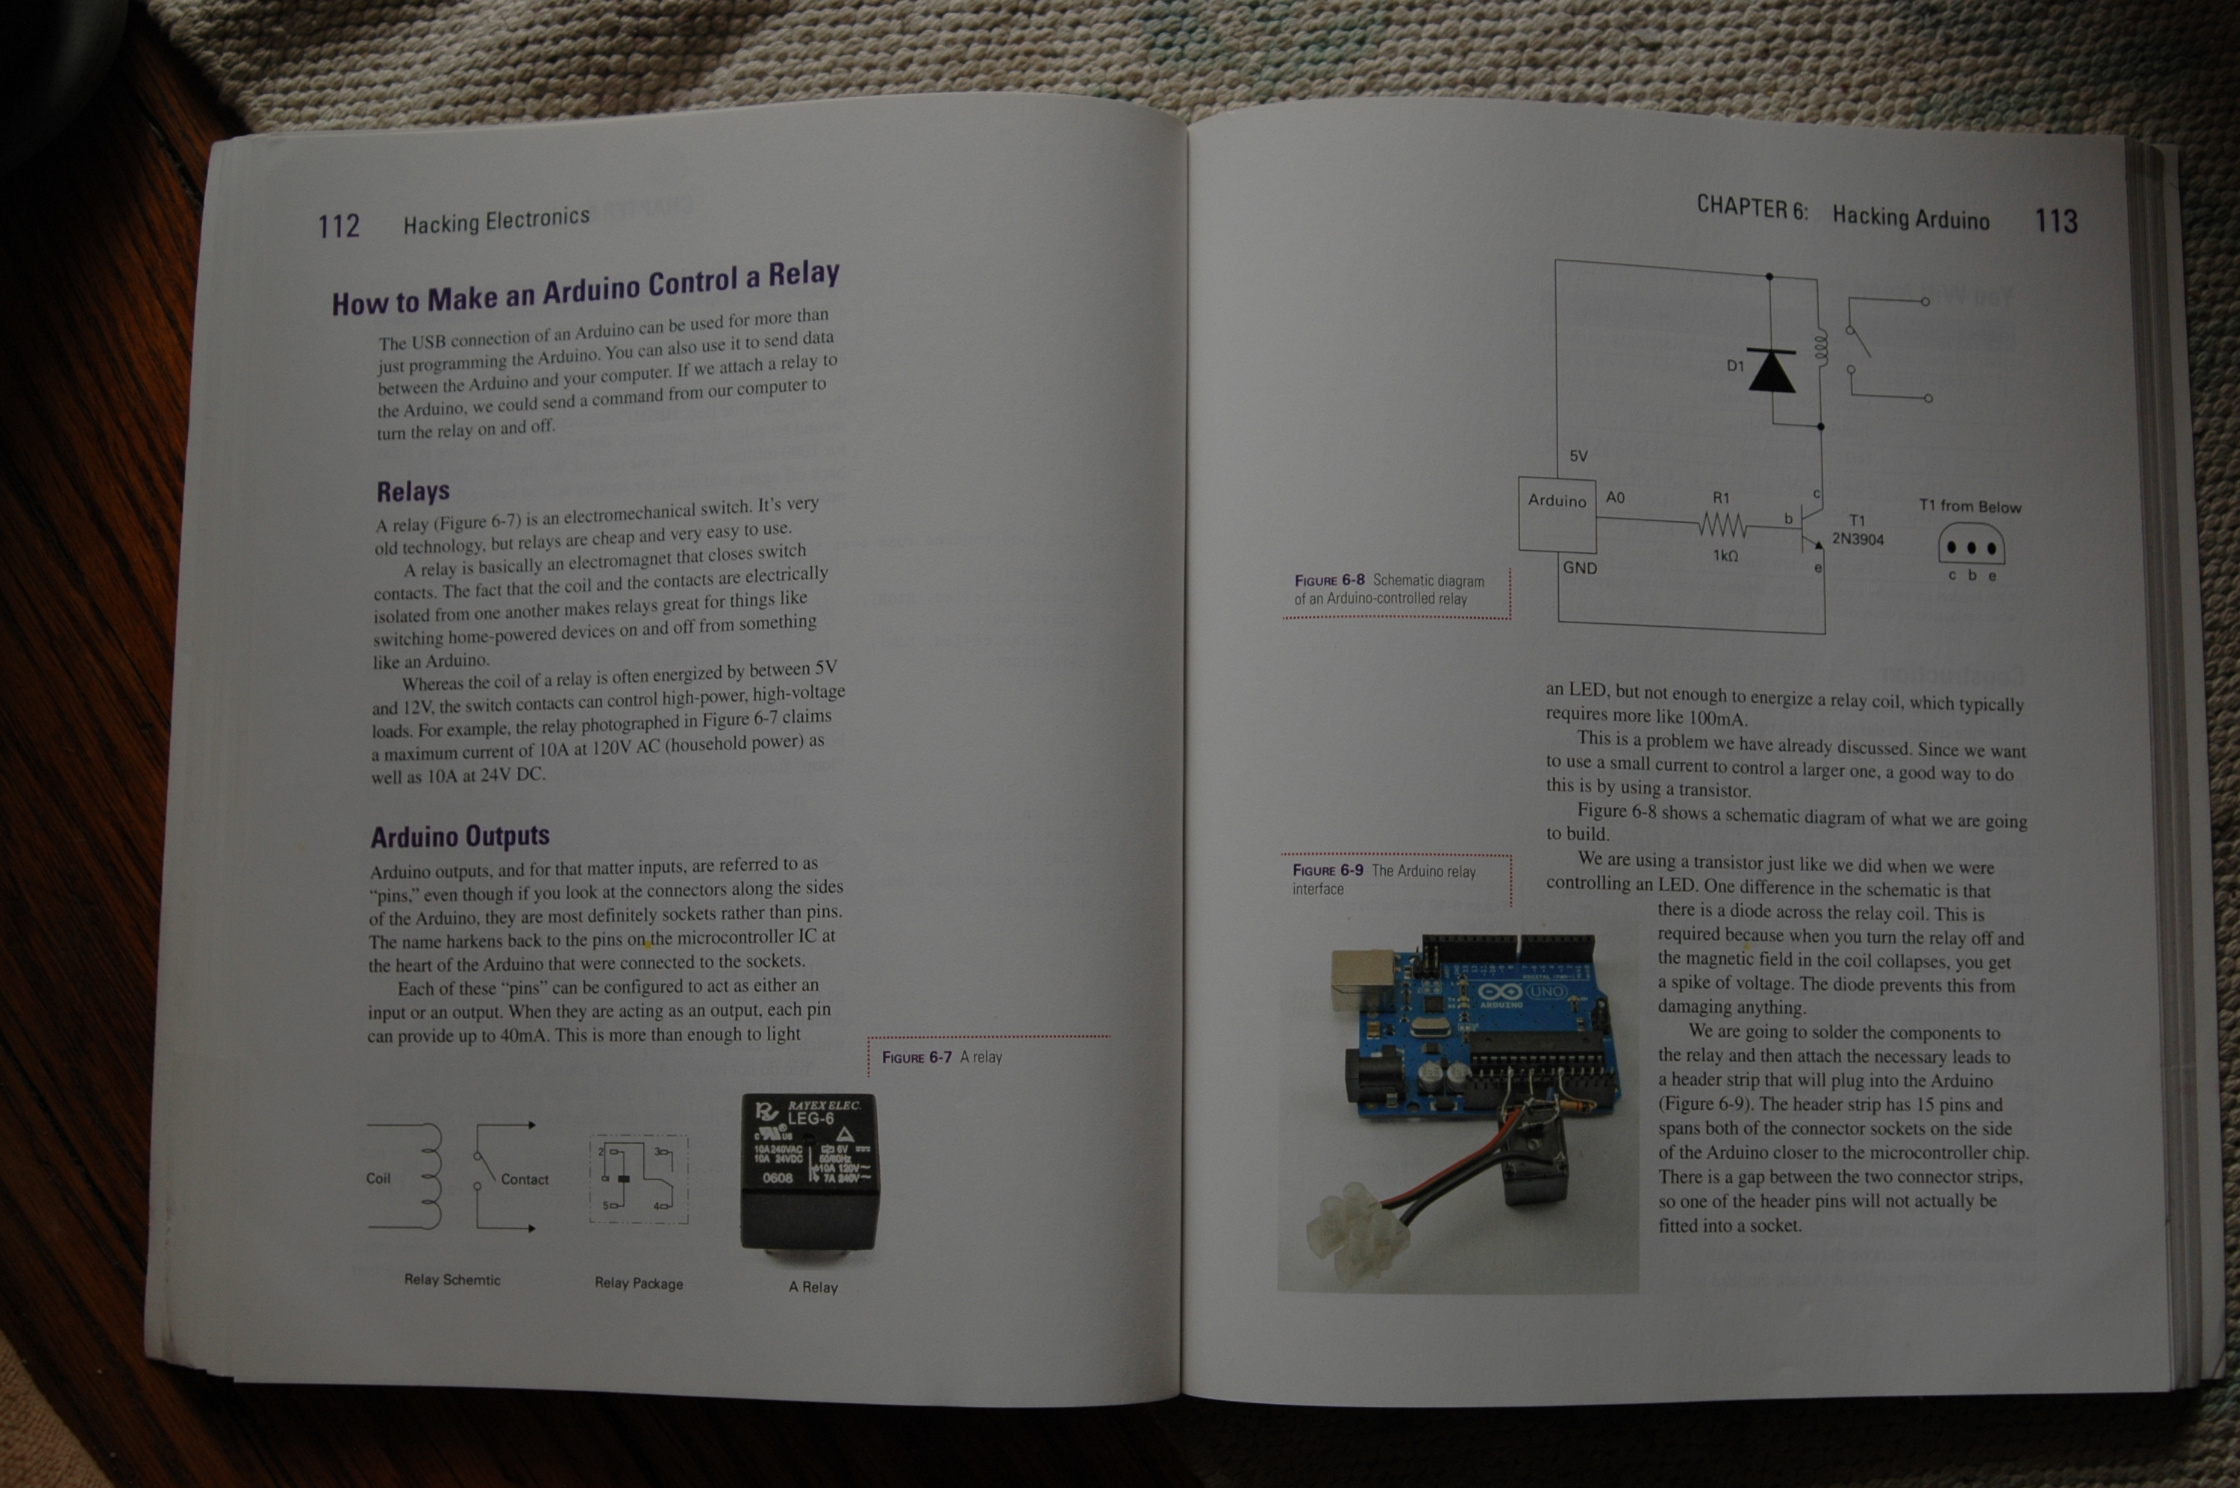 112 Hacking Electronics
How to Make an Arduino Control a Relay
The USB connection of an Arduino can be used for more than
just programming the Arduino. You can also use it to send data
between the Arduino and your computer. If we attach a relay to
the Arduino, we could send a command from our computer to
turn the relay on and off.
Relays
A relay (Figure 6-7) is an electromechanical switch. It's very
old technology, but relays are cheap and very easy to use.
A relay is basically an electromagnet that closes switch
contacts. The fact that the coil and the contacts are electrically
isolated from one another makes relays great for things like
switching home-powered devices on and off from something
like an Arduino.
Whereas the coil of a relay is often energized by between 5V
and 12V, the switch contacts can control high-power, high-voltage
loads. For example, the relay photographed in Figure 6-7 claims
a maximum current of 10A at 120V AC (household power) as
well as 10A at 24V DC.
Arduino Outputs
Arduino outputs, and for that matter inputs, are referred to as
“pins,” even though if you look at the connectors along the sides
of the Arduino, they are most definitely sockets rather than pins.
The name harkens back to the pins on the microcontroller IC at
the heart of the Arduino that were connected to the sockets.
Each of these “pins” can be configured to act as either an
input or an output. When they are acting as an output, each pin
can provide up to 40mA. This is more than enough to light
FIGURE 6-7 A relay
Coil
Contact
2
3
5
4
RAYEX ELEC.
LEG-6
c US
10A 240VAC
10A 24VDC
6V
10A 120V~
7A 240V~
0608
Relay Schemtic
Relay Package
A Relay
CHAPTER 6: Hacking Arduino 113
D1
5V
Arduino
A0
R1
1kΩ
GND
c
b
e
T1
2N3904
T1 from Below
c b e
FIGURE 6-8 Schematic diagram
of an Arduino-controlled relay
an LED, but not enough to energize a relay coil, which typically
requires more like 100mA.
This is a problem we have already discussed. Since we want
to use a small current to control a larger one, a good way to do
this is by using a transistor.
Figure 6-8 shows a schematic diagram of what we are going
to build.
We are using a transistor just like we did when we were
controlling an LED. One difference in the schematic is that
there is a diode across the relay coil. This is
required because when you turn the relay off and
the magnetic field in the coil collapses, you get
a spike of voltage. The diode prevents this from
damaging anything.
We are going to solder the components to
the relay and then attach the necessary leads to
a header strip that will plug into the Arduino
(Figure 6-9). The header strip has 15 pins and
spans both of the connector sockets on the side
of the Arduino closer to the microcontroller chip.
There is a gap between the two connector strips,
so one of the header pins will not actually be
fitted into a socket.
FIGURE 6-9 The Arduino relay
interface
UNO
ARDUINO